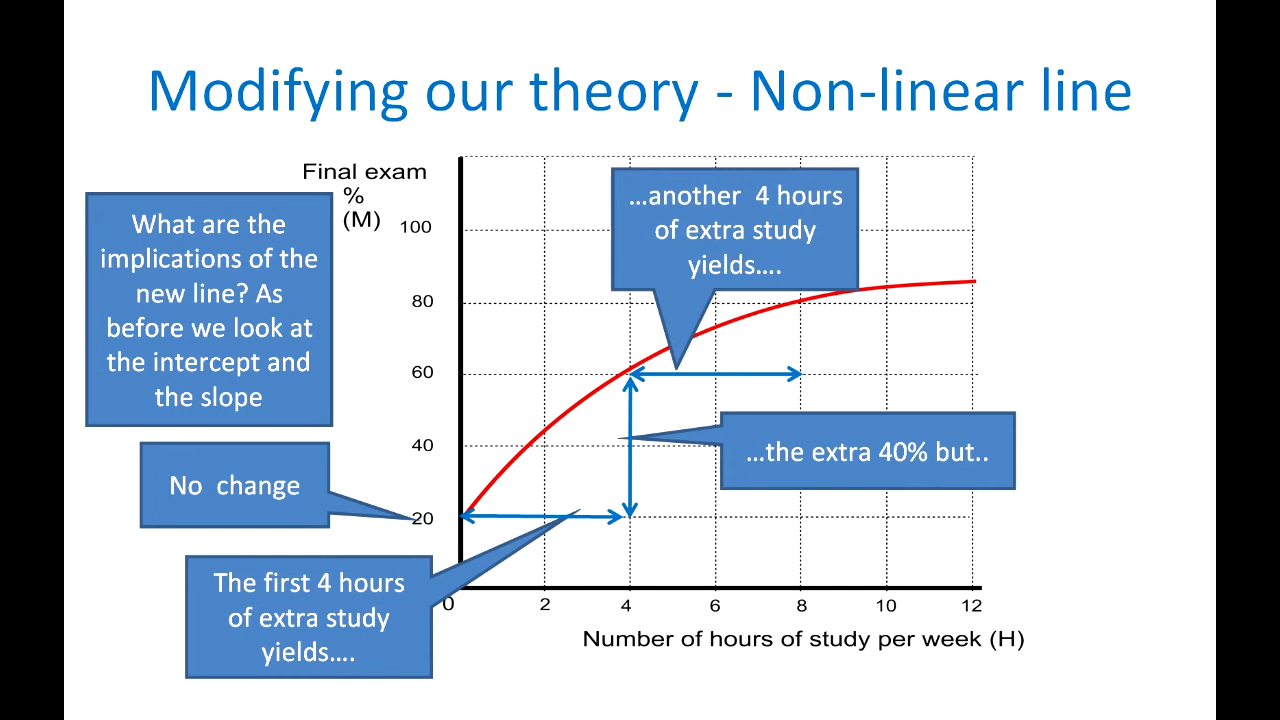 Modifying our theory - Non-linear line
Final exam
%
(M)
What are the
implications of the
new line? As
before we look at
the intercept and
the slope
No  change
The first 4 hours
of extra study
yields....
...another  4 hours
of extra study
yields....
...the extra 40% but..
100
80
60
40
20
0 2 4 6 8 10 12
Number of hours of study per week (H)